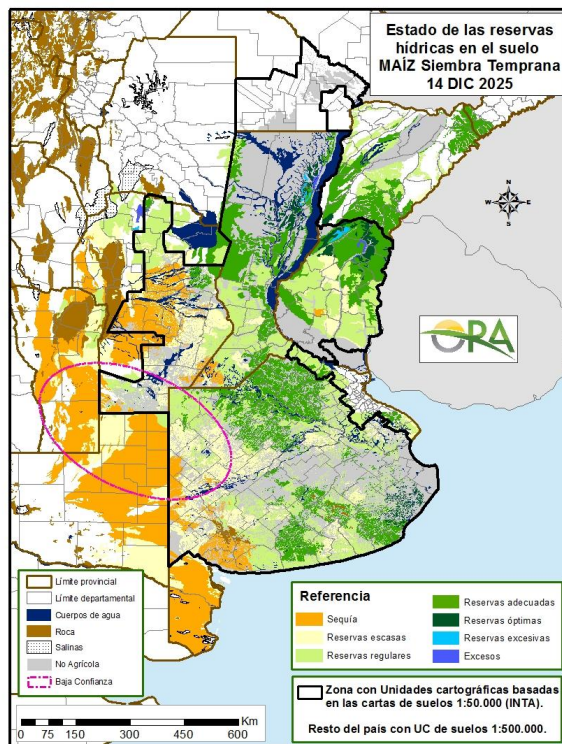 Estado de las reservas
hídricas en el suelo
MAÍZ Siembra Temprana
14 DIC 2025
N
W
E
S
ORA
Límite provincial
Límite departamental
Cuerpos de agua
Roca
Salinas
No Agrícola
Baja Confianza
Referencia
Sequía
Reservas escasas
Reservas regulares
Reservas adecuadas
Reservas óptimas
Reservas excesivas
Excesos
Zona con Unidades cartográficas basadas
en las cartas de suelos 1:50.000 (INTA).
Resto del país con UC de suelos 1:500.000.
Km
0 75 150 300 450 600